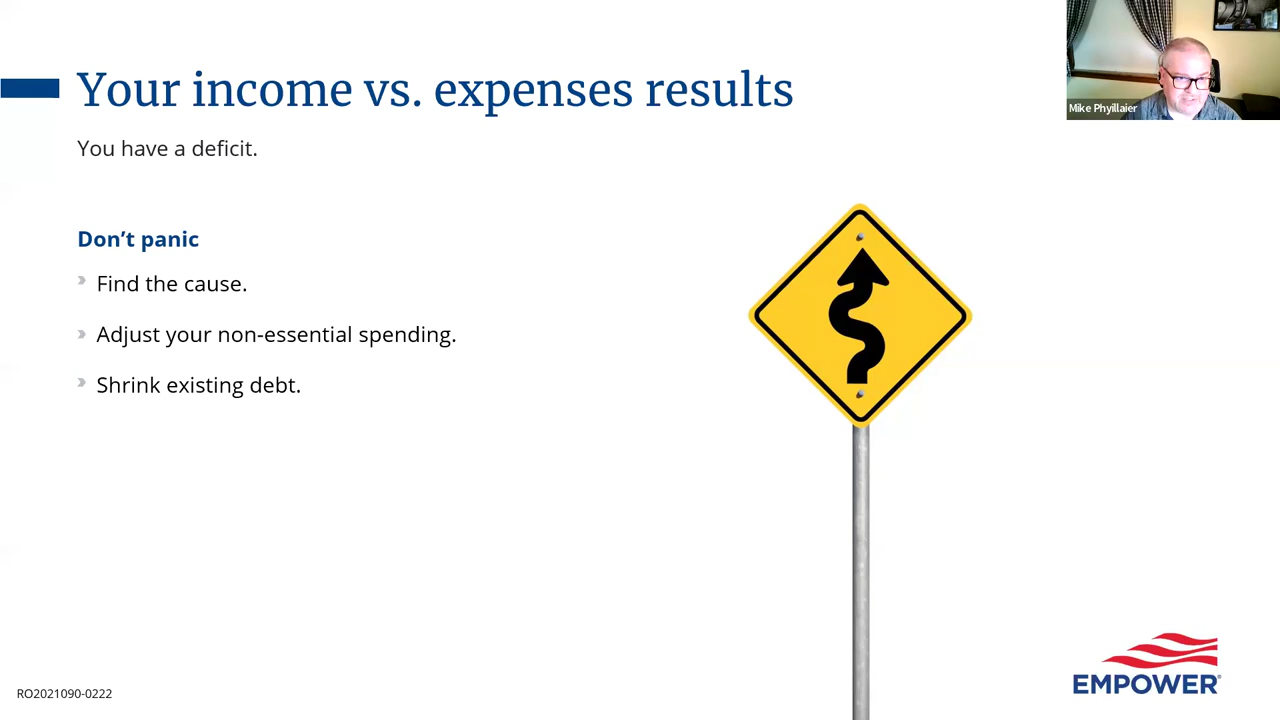 Your income vs. expenses results
You have a deficit.
Mike Phyillaier
Don’t panic
Find the cause.
Adjust your non-essential spending.
Shrink existing debt.
EMPOWER
RO2021090-0222